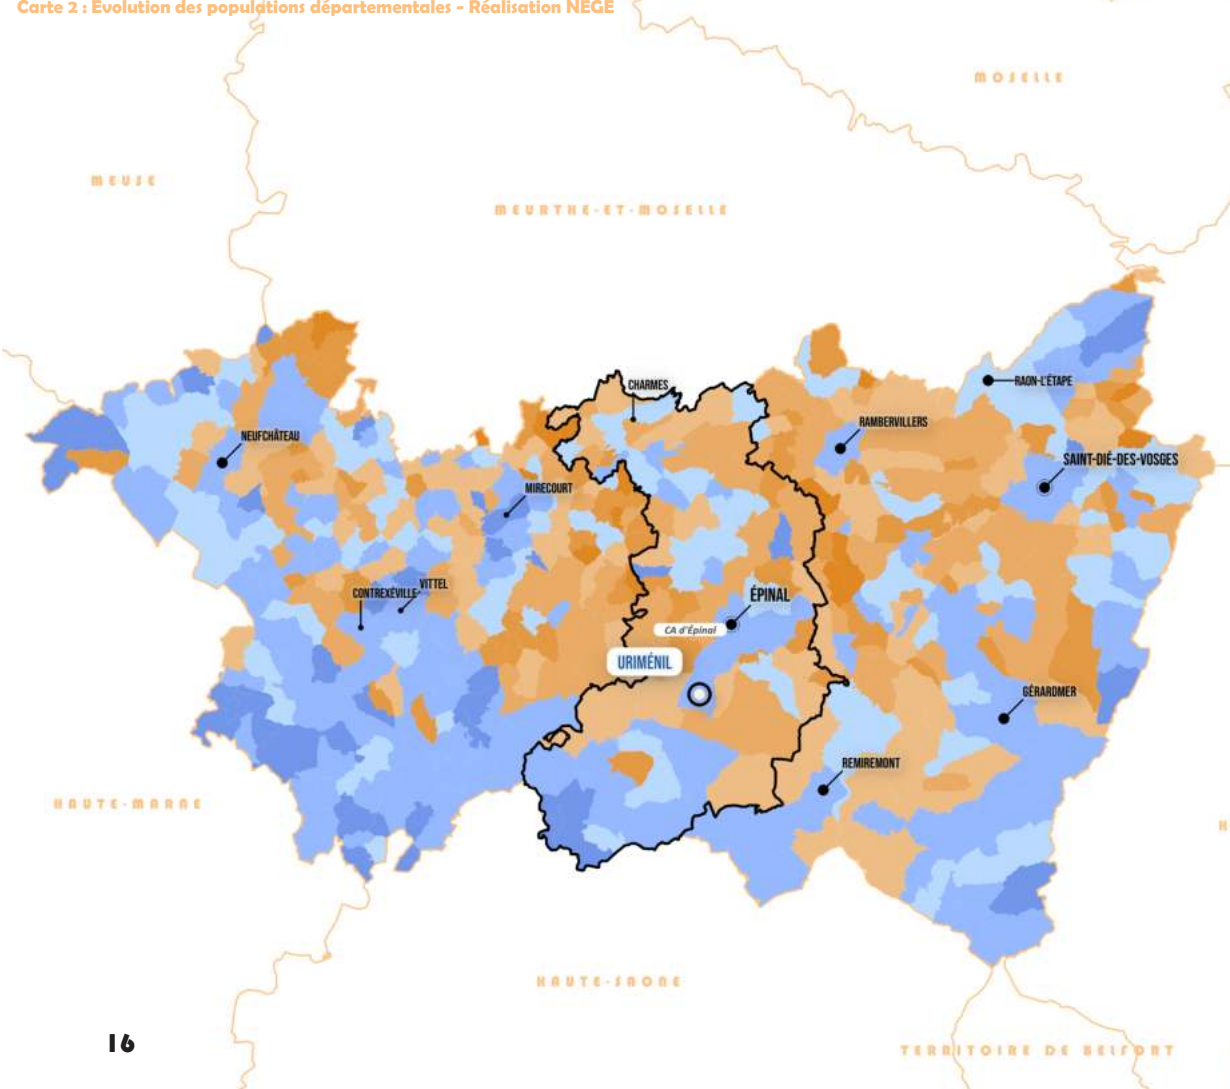 Carte 2 : Evolution des populations départementales - Réalisation NEGE
MOSELLE
MEUSE
MEURTHE-ET-MOSELLE
CHARMES
RAON-L'ÉTAPE
RAMBERVILLERS
NEUFCHÂTEAU
SAINT-DIÉ-DES-VOSGES
MIRECOURT
VITTEL
CONTREXÉVILLE
ÉPINAL
CA d'Épinal
URIMÉNIL
GÉRARDMER
REMIREMONT
HAUTE-MARNE
HAUTE-SAONE
16
TERRITOIRE DE BELFORT